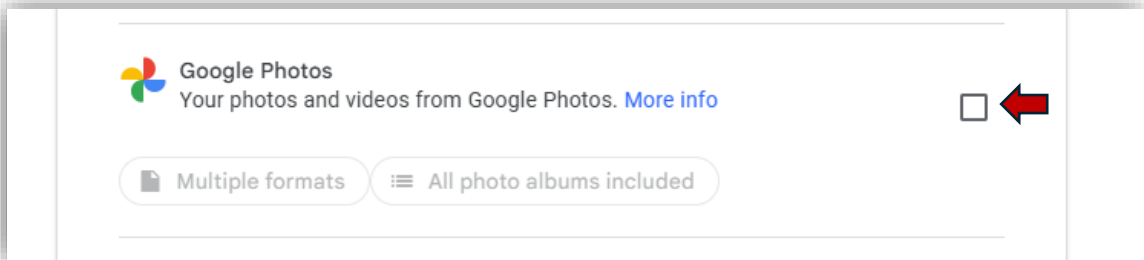 Google Photos
Your photos and videos from Google Photos. More info
Multiple formats
All photo albums included